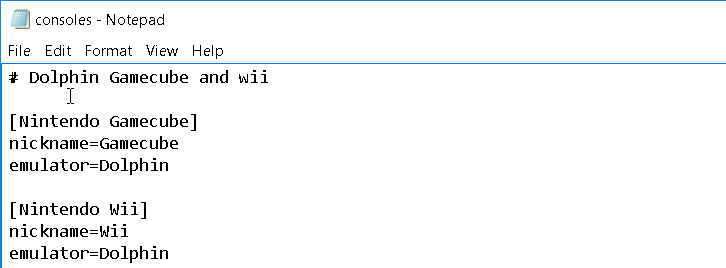 consoles - Notepad
File Edit Format View Help
# Dolphin Gamecube and wii
[Nintendo Gamecube]
nickname=Gamecube
emulator=Dolphin
[Nintendo Wii]
nickname=Wii
emulator=Dolphin